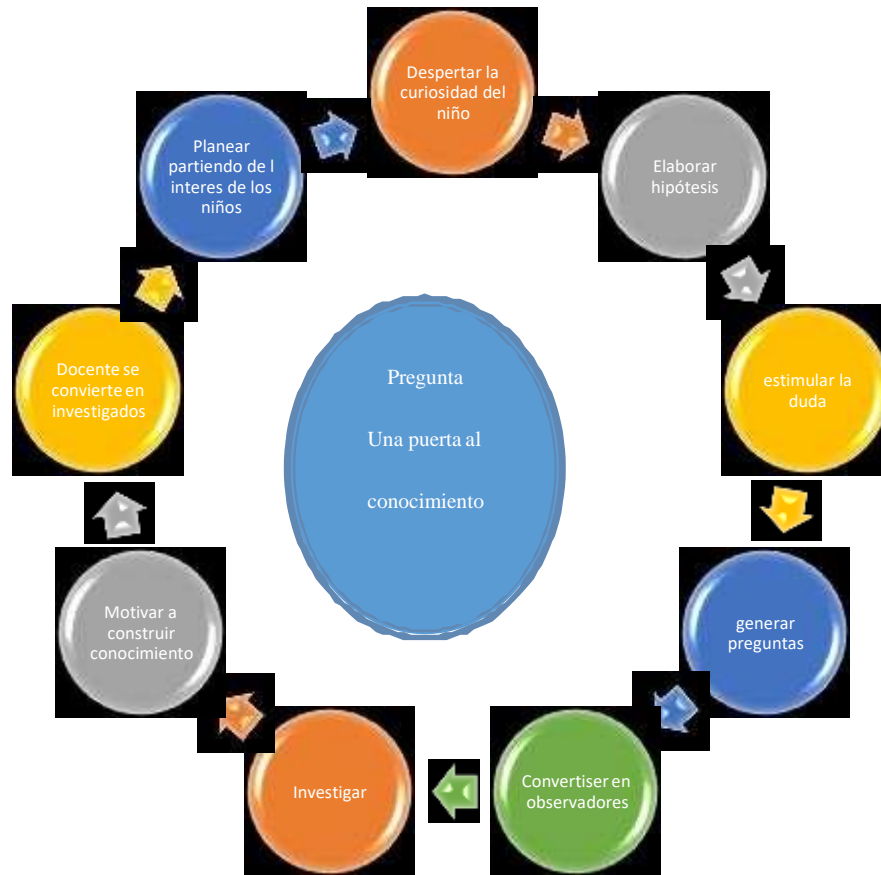 Despertar la
curiosidad del
niño
Elaborar
hipótesis
estimular la
duda
generar
preguntas
Convertiser en
observadores
Investigar
Motivar a
construir
conocimiento
Docente se
convierte en
investigados
Planear
partiendo de l
interes de los
niños
Pregunta
Una puerta al
conocimiento